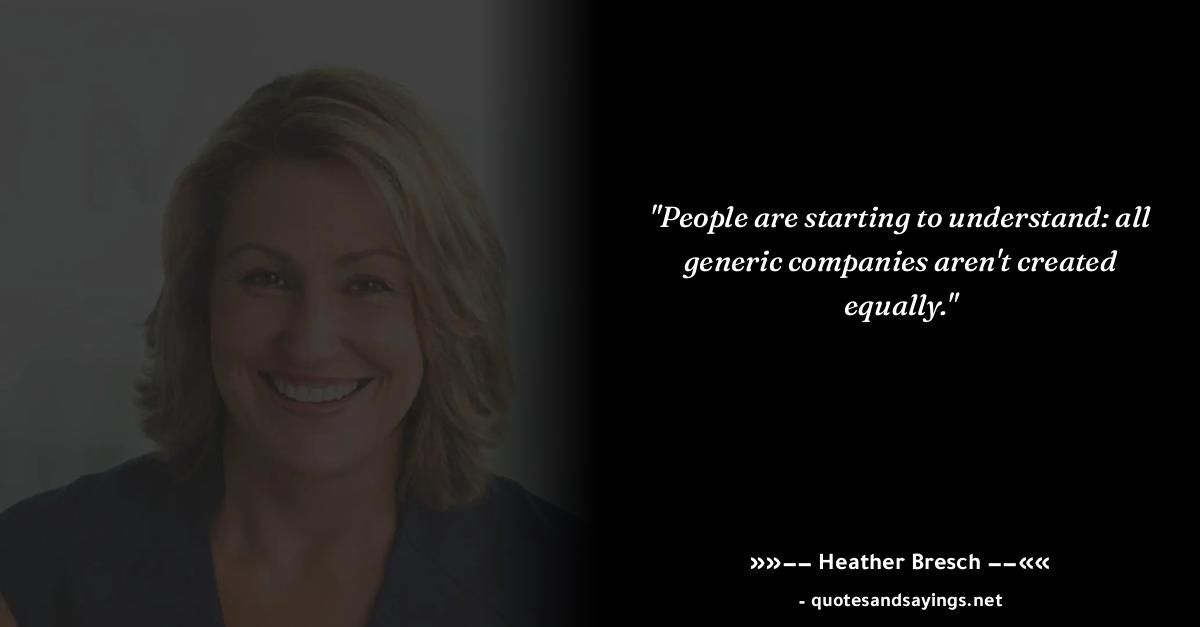 "People are starting to understand: all
generic companies aren't created
equally."
»»−− Heather Bresch −−««
- quotesandsayings.net